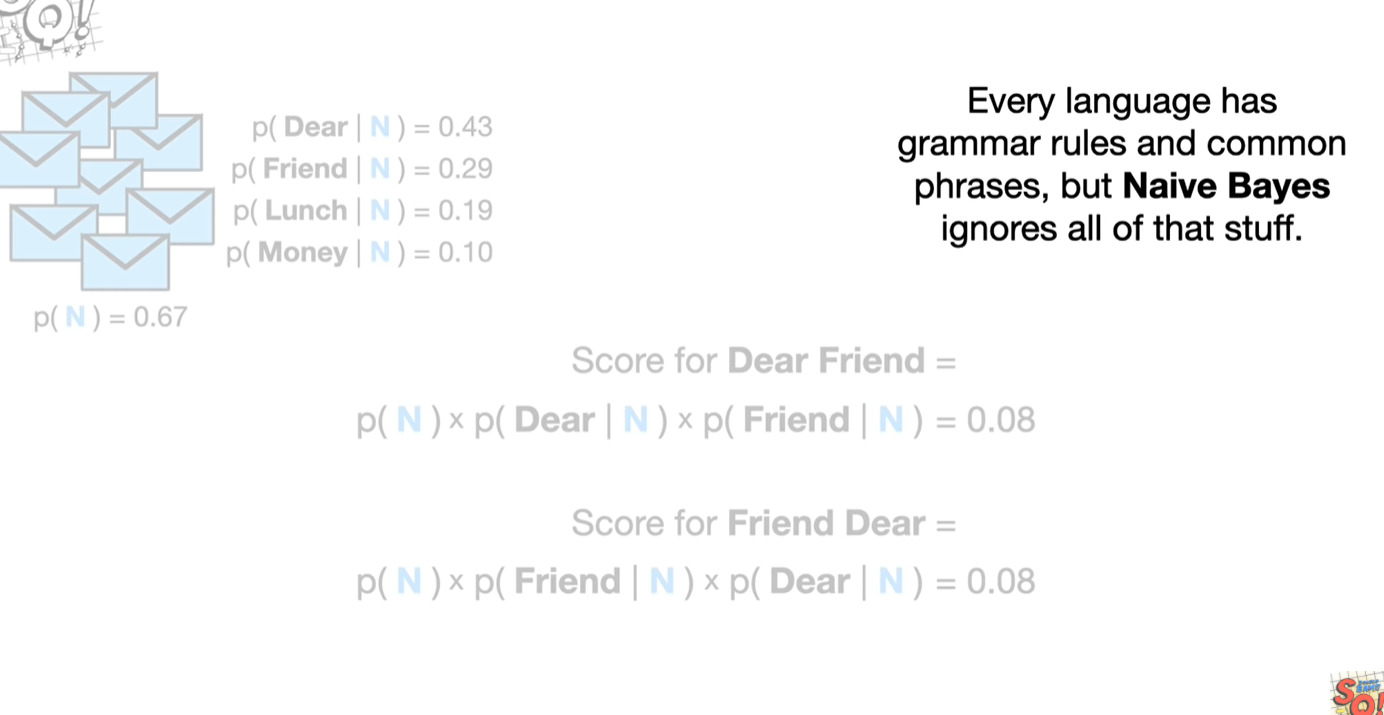 Q!
p( Dear | N ) = 0.43
p( Friend | N ) = 0.29
p( Lunch | N ) = 0.19
p( Money | N ) = 0.10
p( N ) = 0.67
Every language has
grammar rules and common
phrases, but Naive Bayes
ignores all of that stuff.
Score for Dear Friend =
p( N ) × p( Dear | N ) × p( Friend | N ) = 0.08
Score for Friend Dear =
p( N ) × p( Friend | N ) × p( Dear | N ) = 0.08
SQ!